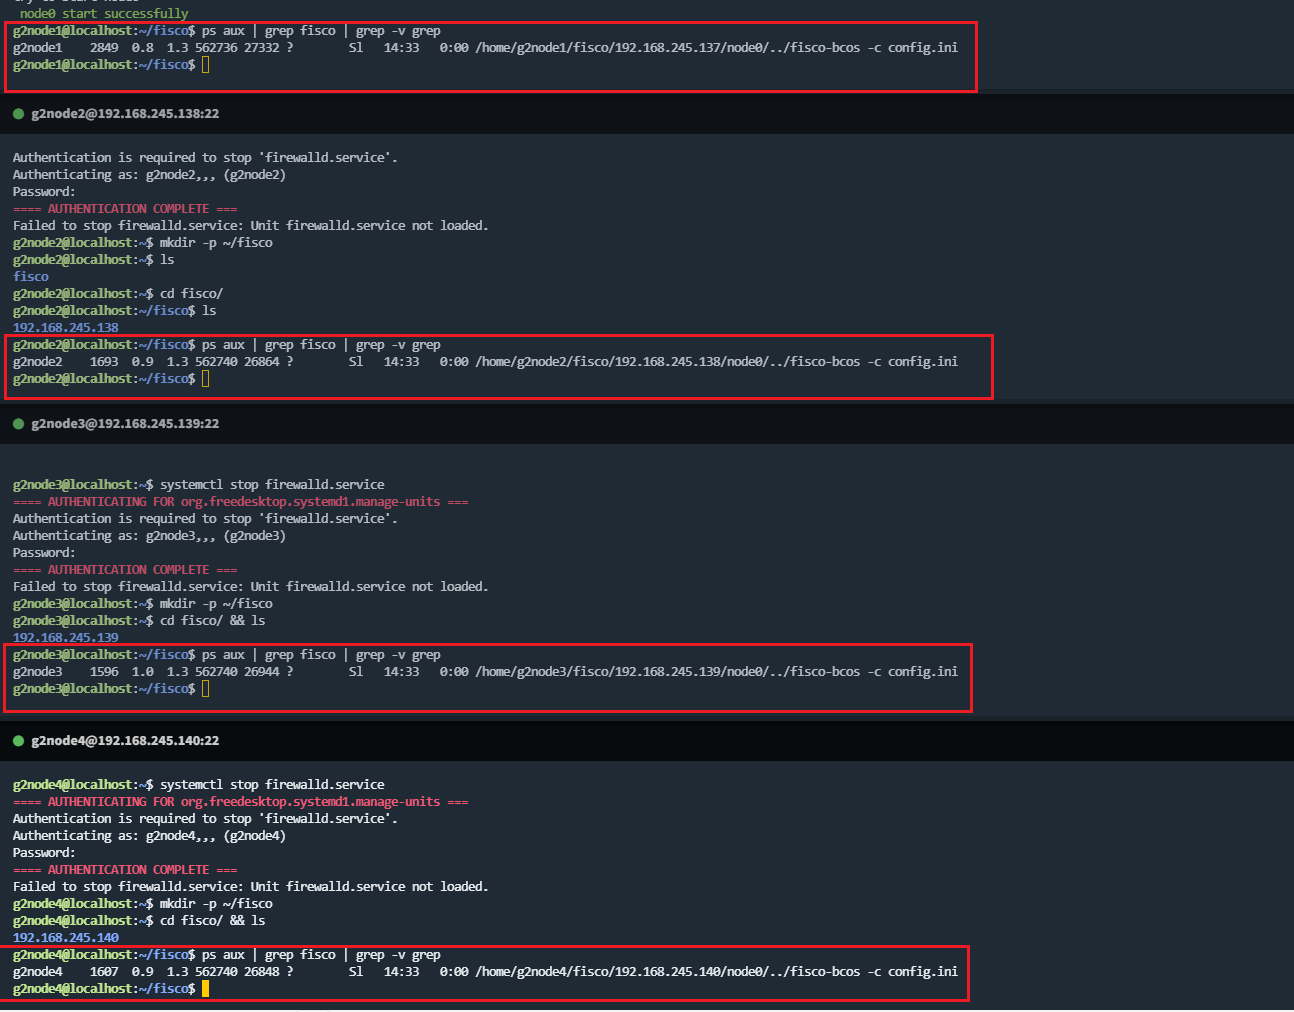 node0 start successfully
g2node1@localhost:~/fisco$ ps aux | grep fisco | grep -v grep
g2node1    2849  0.8  1.3 562736 27332 ?        Sl   14:33   0:00 /home/g2node1/fisco/192.168.245.137/node0/../fisco-bcos -c config.ini
g2node1@localhost:~/fisco$
g2node2@192.168.245.138:22
Authentication is required to stop 'firewalld.service'.
Authenticating as: g2node2,,, (g2node2)
Password:
==== AUTHENTICATION COMPLETE ===
Failed to stop firewalld.service: Unit firewalld.service not loaded.
g2node2@localhost:~$ mkdir -p ~/fisco
g2node2@localhost:~$ ls
fisco
g2node2@localhost:~$ cd fisco/
g2node2@localhost:~/fisco$ ls
192.168.245.138
g2node2@localhost:~/fisco$ ps aux | grep fisco | grep -v grep
g2node2    1693  0.9  1.3 562740 26864 ?        Sl   14:33   0:00 /home/g2node2/fisco/192.168.245.138/node0/../fisco-bcos -c config.ini
g2node2@localhost:~/fisco$
g2node3@192.168.245.139:22
g2node3@localhost:~$ systemctl stop firewalld.service
==== AUTHENTICATING FOR org.freedesktop.systemd1.manage-units ===
Authentication is required to stop 'firewalld.service'.
Authenticating as: g2node3,,, (g2node3)
Password:
==== AUTHENTICATION COMPLETE ===
Failed to stop firewalld.service: Unit firewalld.service not loaded.
g2node3@localhost:~$ mkdir -p ~/fisco
g2node3@localhost:~$ cd fisco/ && ls
192.168.245.139
g2node3@localhost:~/fisco$ ps aux | grep fisco | grep -v grep
g2node3    1596  1.0  1.3 562740 26944 ?        Sl   14:33   0:00 /home/g2node3/fisco/192.168.245.139/node0/../fisco-bcos -c config.ini
g2node3@localhost:~/fisco$
g2node4@192.168.245.140:22
g2node4@localhost:~$ systemctl stop firewalld.service
==== AUTHENTICATING FOR org.freedesktop.systemd1.manage-units ===
Authentication is required to stop 'firewalld.service'.
Authenticating as: g2node4,,, (g2node4)
Password:
==== AUTHENTICATION COMPLETE ===
Failed to stop firewalld.service: Unit firewalld.service not loaded.
g2node4@localhost:~$ mkdir -p ~/fisco
g2node4@localhost:~$ cd fisco/ && ls
192.168.245.140
g2node4@localhost:~/fisco$ ps aux | grep fisco | grep -v grep
g2node4    1607  0.9  1.3 562740 26848 ?        Sl   14:33   0:00 /home/g2node4/fisco/192.168.245.140/node0/../fisco-bcos -c config.ini
g2node4@localhost:~/fisco$